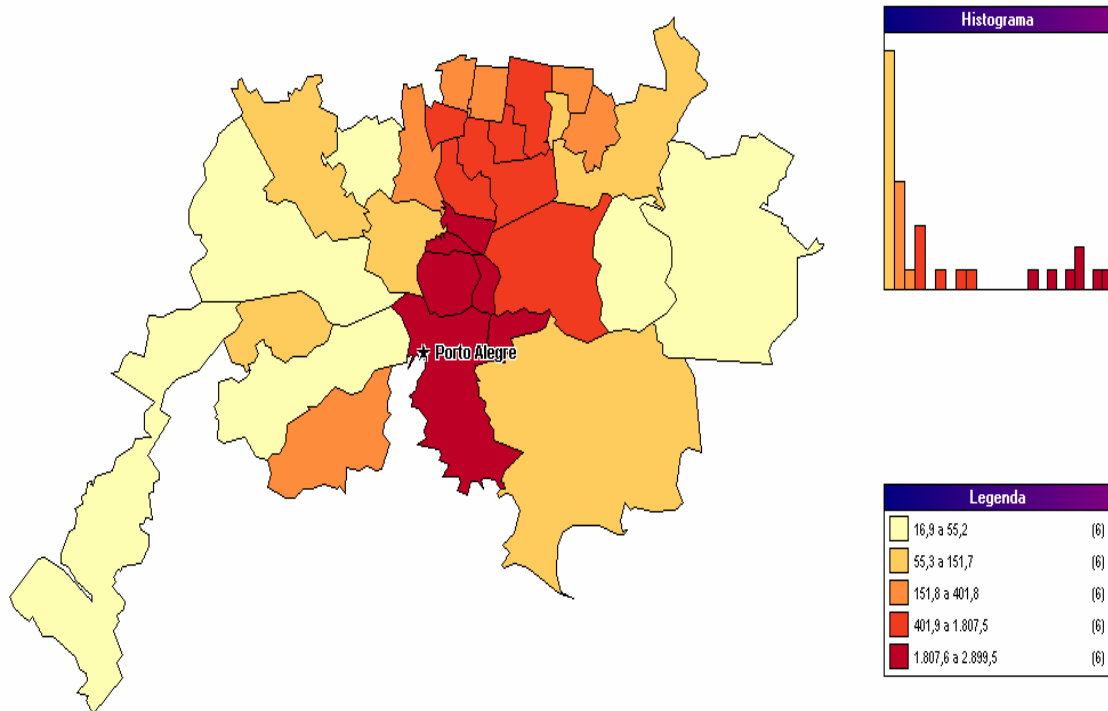 Histograma
Porto Alegre
Legenda
16,9 a 55,2 (6)
55,3 a 151,7 (6)
151,8 a 401,8 (6)
401,9 a 1.807,5 (6)
1.807,6 a 2.899,5 (6)